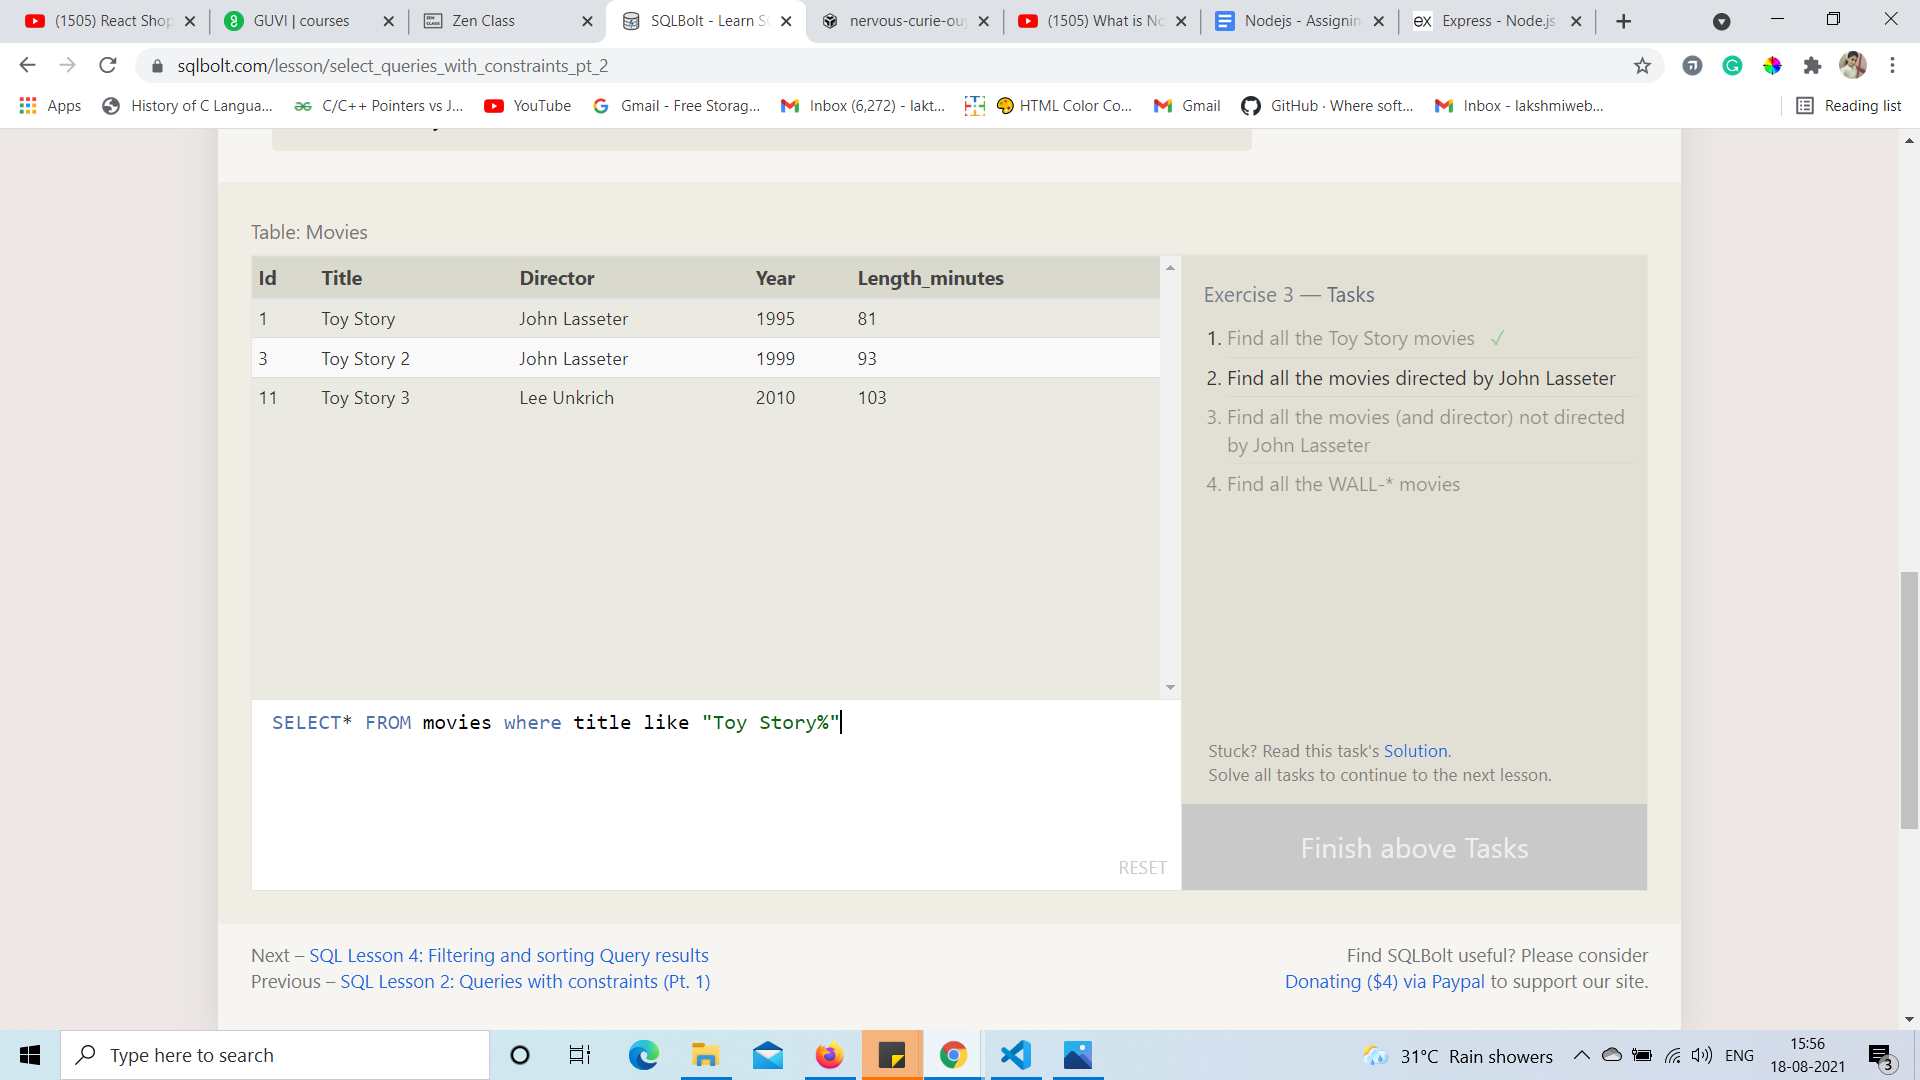 (1505) React Shop
GUVI | courses
Zen Class
SQLBolt - Learn S
nervous-curie-ou
(1505) What is No
Nodejs - Assignin
Express - Node.js
sqlbolt.com/lesson/select_queries_with_constraints_pt_2
Apps
History of C Langua...
C/C++ Pointers vs J...
YouTube
Gmail - Free Storag...
Inbox (6,272) - lakt...
HTML Color Co...
Gmail
GitHub · Where soft...
Inbox - lakshmiweb...
Reading list
Table: Movies
Id Title Director Year Length_minutes
1 Toy Story John Lasseter 1995 81
3 Toy Story 2 John Lasseter 1999 93
11 Toy Story 3 Lee Unkrich 2010 103
Exercise 3 — Tasks
1. Find all the Toy Story movies ✓
2. Find all the movies directed by John Lasseter
3. Find all the movies (and director) not directed
by John Lasseter
4. Find all the WALL-* movies
SELECT* FROM movies where title like "Toy Story%"
RESET
Stuck? Read this task's Solution.
Solve all tasks to continue to the next lesson.
Finish above Tasks
Next – SQL Lesson 4: Filtering and sorting Query results
Previous – SQL Lesson 2: Queries with constraints (Pt. 1)
Find SQLBolt useful? Please consider
Donating ($4) via Paypal to support our site.
Type here to search
31°C Rain showers
ENG
15:56
18-08-2021
3